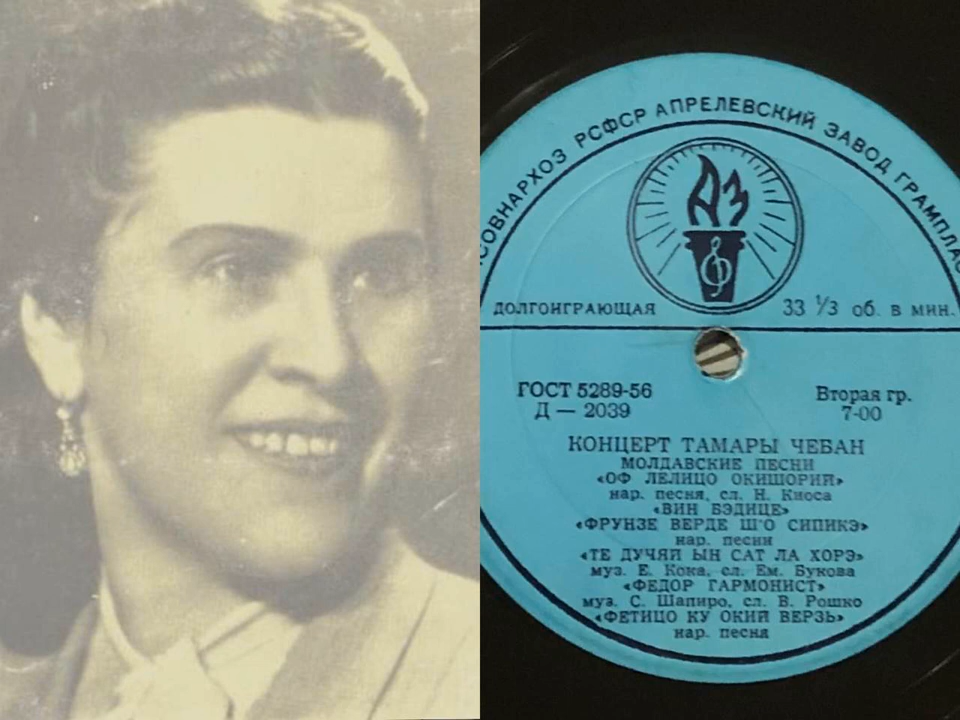 СОВНАРХОЗ РСФСР АПРЕЛЕВСКИЙ ЗАВОД ГРАМПЛАС
АЗ
ДОЛГОИГРАЮЩАЯ 33 1/3 об. в мин.
ГОСТ 5289-56 Вторая гр.
Д — 2039 7-00
КОНЦЕРТ ТАМАРЫ ЧЕБАН
МОЛДАВСКИЕ ПЕСНИ
«ОФ ЛЕЛИЦО ОКИШОРИЙ»
нар. песня, сл. Н. Киоса
«ВИН БЭДИЦЕ»
«ФРУНЗЕ ВЕРДЕ Ш'О СИПИКЭ»
нар. песни
«ТЕ ДУЧЯЙ ЫН САТ ЛА ХОРЭ»
муз. Е. Кока, сл. Ем. Букова
«ФЕДОР ГАРМОНИСТ»
муз. С. Шапиро, сл. В. Рошко
«ФЕТИЦО КУ ОКИЙ ВЕРЗЬ»
нар. песня